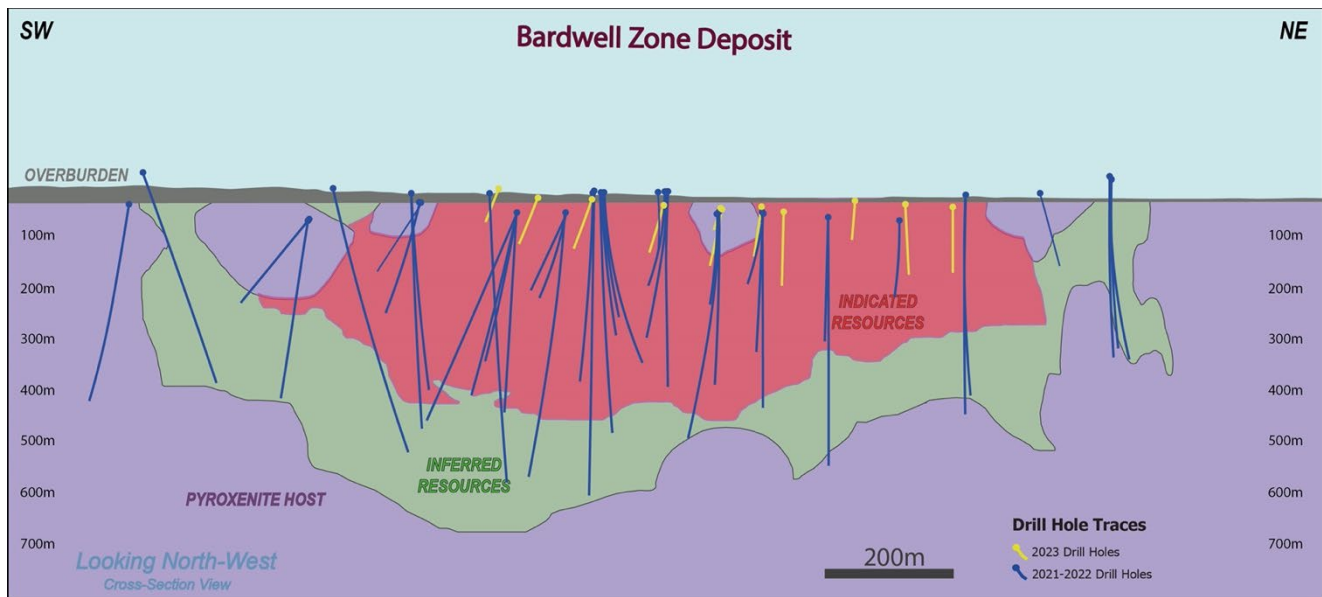 SW
Bardwell Zone Deposit
NE
OVERBURDEN
100m
100m
200m
200m
INDICATED
RESOURCES
300m
300m
400m
400m
500m
500m
INFERRED
RESOURCES
600m
600m
PYROXENITE HOST
Drill Hole Traces
700m
2023 Drill Holes
700m
Looking North-West
200m
2021-2022 Drill Holes
Cross-Section View